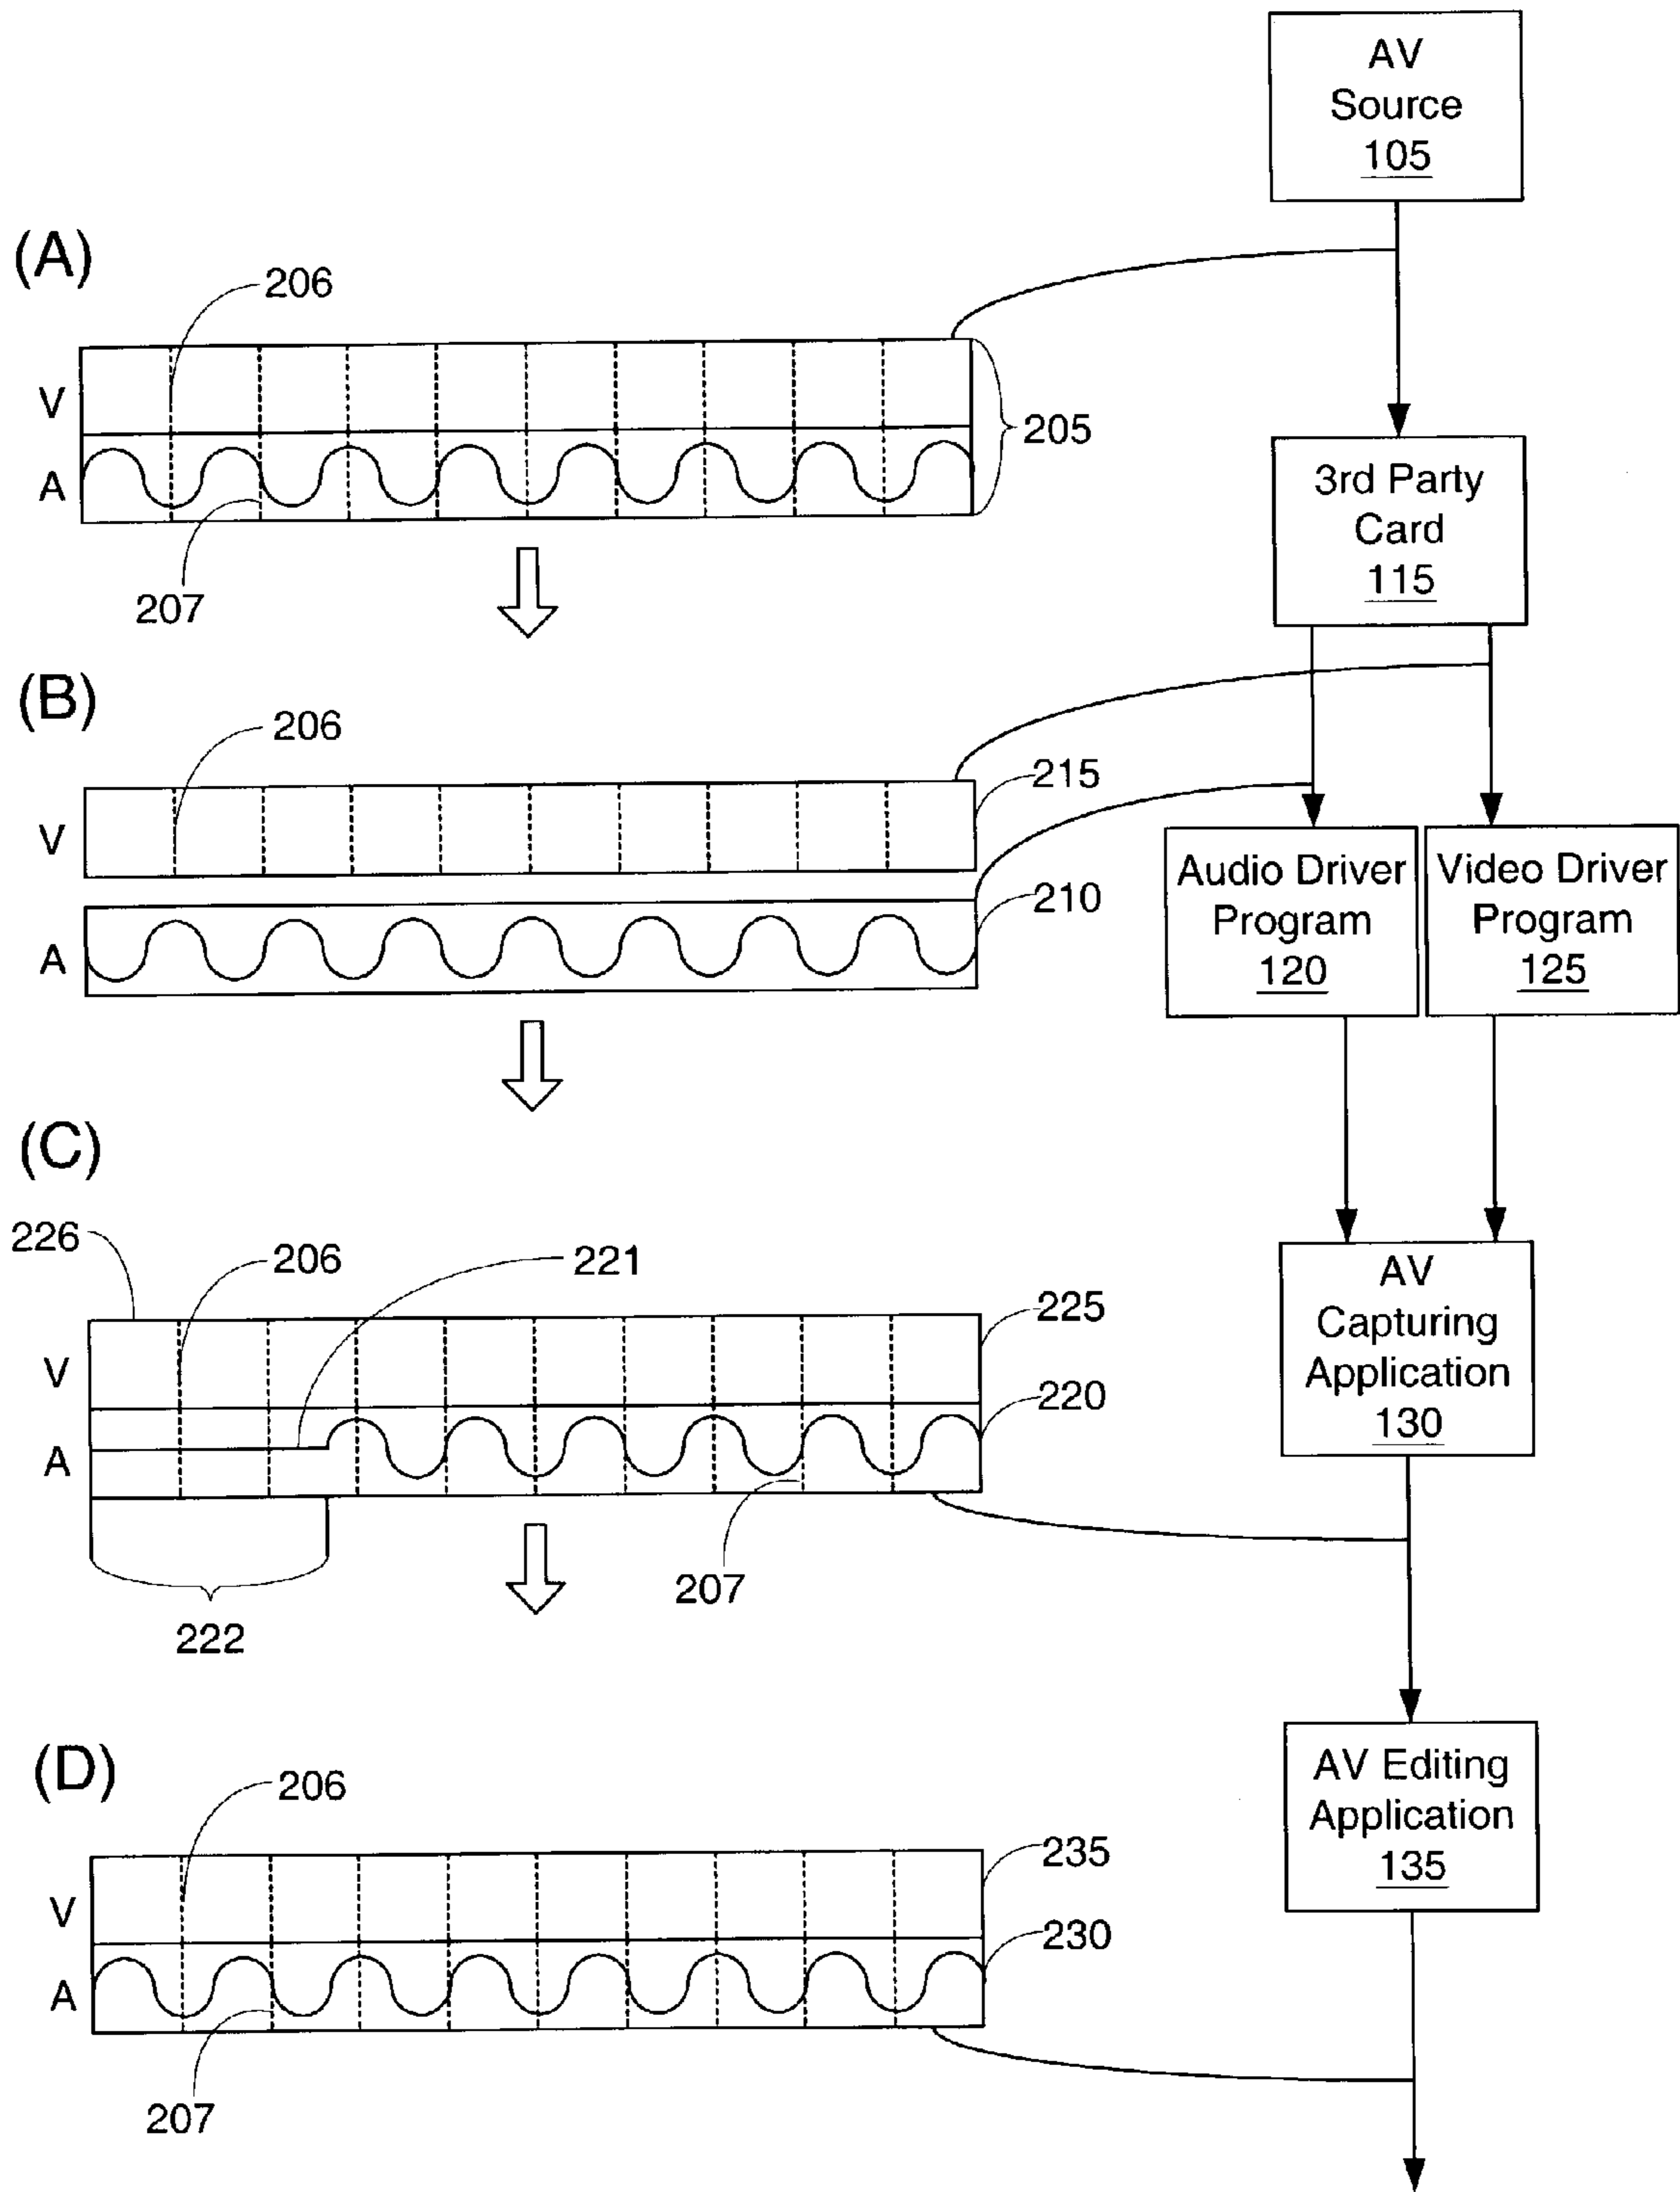 AV
Source
105
(A)
206
V
A
205
207
3rd Party
Card
115
(B)
206
V
215
A
210
Audio Driver
Program
120
Video Driver
Program
125
(C)
226
206
221
V
225
A
220
222
207
AV
Capturing
Application
130
(D)
206
V
235
A
230
207
AV Editing
Application
135